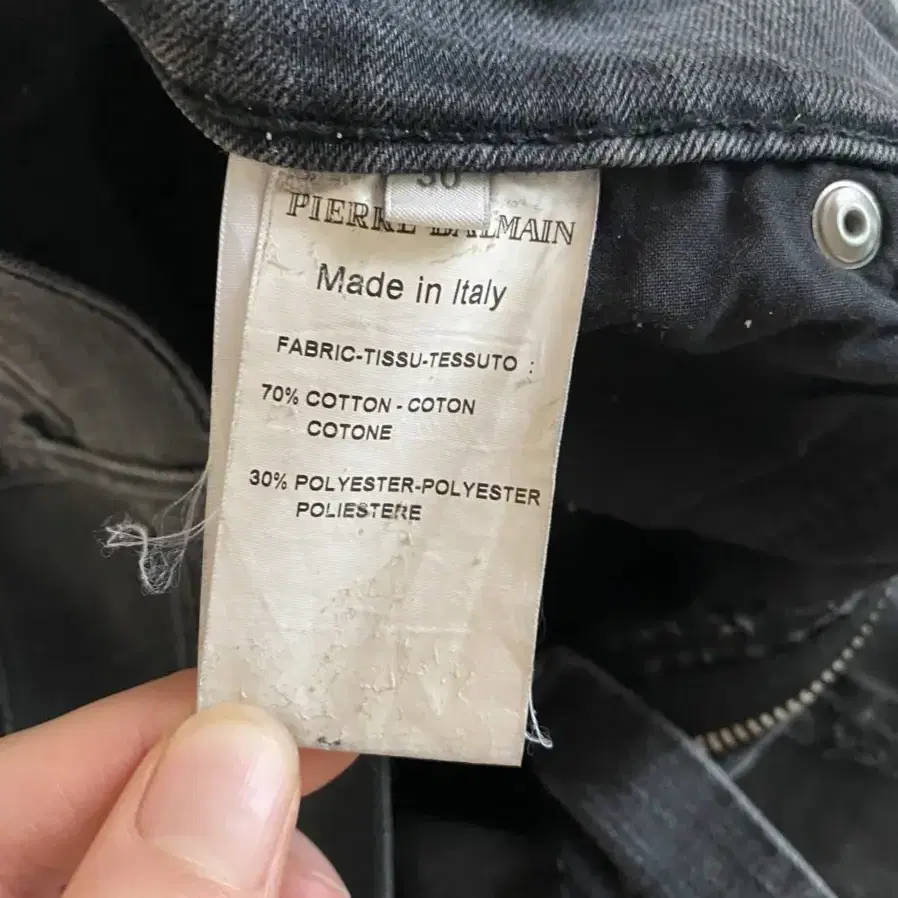 30
PIERRE BALMAIN
Made in Italy
FABRIC-TISSU-TESSUTO :
70% COTTON - COTON
COTONE
30% POLYESTER-POLYESTER
POLIESTERE